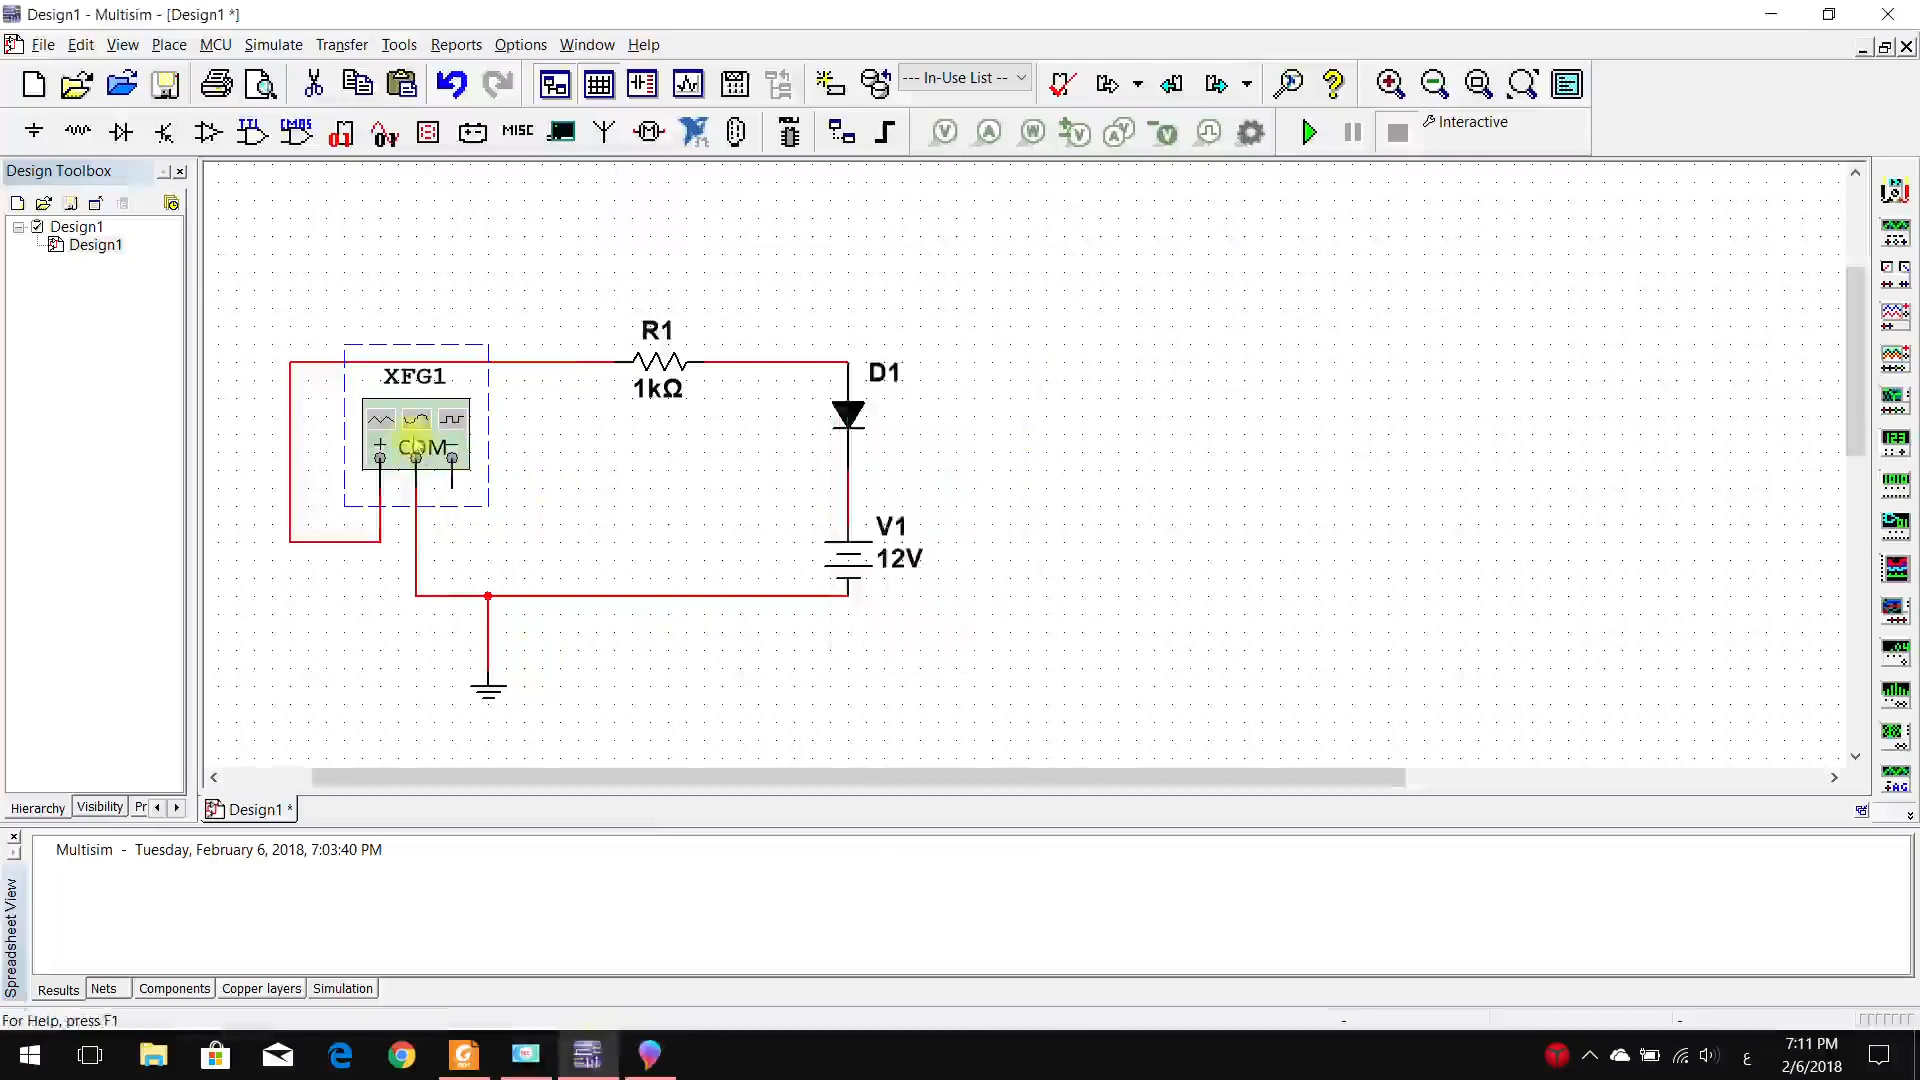 Design1 - Multisim - [Design1 *]
File Edit View Place MCU Simulate Transfer Tools Reports Options Window Help
--- In-Use List --
TTL CMOS MISC
V A W V AV V
Interactive
Design Toolbox
Design1
Design1
R1
1kΩ
D1
XFG1
+ COM −
V1
12V
Hierarchy Visibility Pr
Design1 *
Multisim - Tuesday, February 6, 2018, 7:03:40 PM
Spreadsheet View
Results Nets Components Copper layers Simulation
For Help, press F1
- -
ع
7:11 PM
2/6/2018